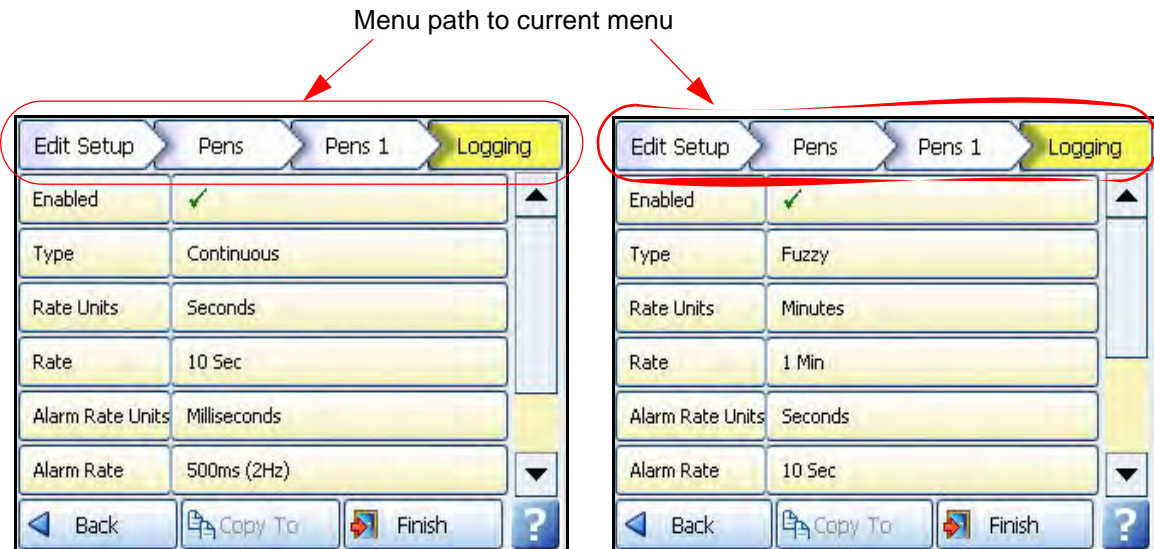 Menu path to current menu
Edit Setup Pens Pens 1 Logging
Enabled ✓
Type Continuous
Rate Units Seconds
Rate 10 Sec
Alarm Rate Units Milliseconds
Alarm Rate 500ms (2Hz)
Back Copy To Finish ?
Edit Setup Pens Pens 1 Logging
Enabled ✓
Type Fuzzy
Rate Units Minutes
Rate 1 Min
Alarm Rate Units Seconds
Alarm Rate 10 Sec
Back Copy To Finish ?